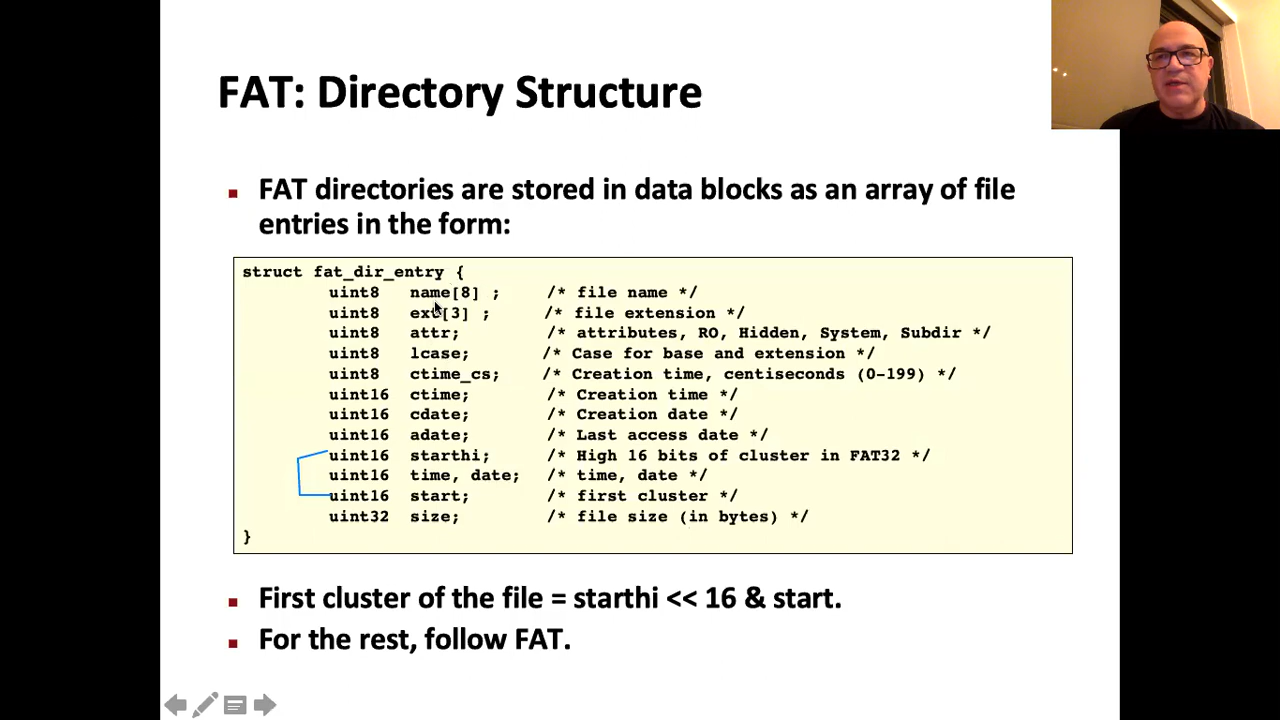 FAT: Directory Structure
FAT directories are stored in data blocks as an array of file
entries in the form:
struct fat_dir_entry {
uint8 name[8] ; /* file name */
uint8 ext[3] ; /* file extension */
uint8 attr; /* attributes, RO, Hidden, System, Subdir */
uint8 lcase; /* Case for base and extension */
uint8 ctime_cs; /* Creation time, centiseconds (0-199) */
uint16 ctime; /* Creation time */
uint16 cdate; /* Creation date */
uint16 adate; /* Last access date */
uint16 starthi; /* High 16 bits of cluster in FAT32 */
uint16 time, date; /* time, date */
uint16 start; /* first cluster */
uint32 size; /* file size (in bytes) */
}
First cluster of the file = starthi << 16 & start.
For the rest, follow FAT.